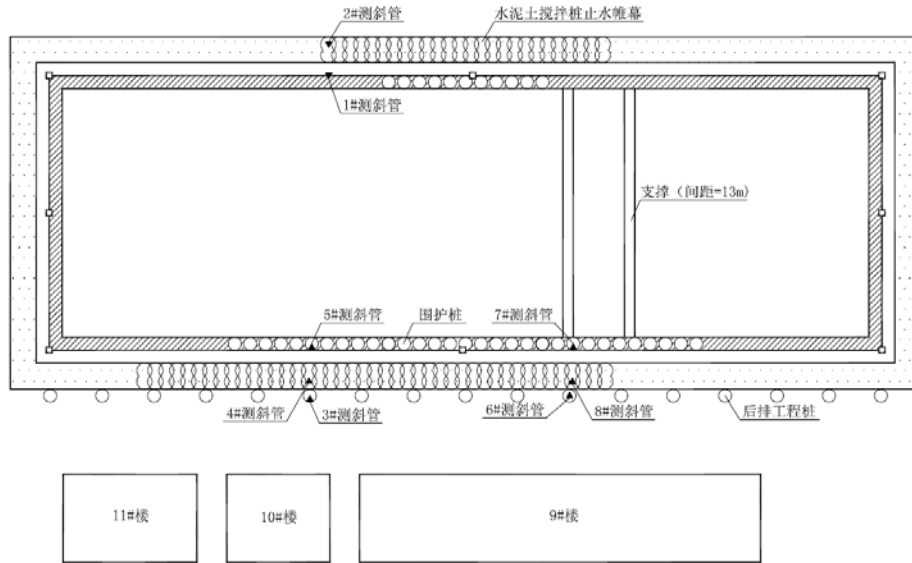 2#测斜管
水泥土搅拌桩止水帷幕
1#测斜管
支撑（间距=13m)
5#测斜管
围护桩
7#测斜管
4#测斜管
3#测斜管
6#测斜管
8#测斜管
后排工程桩
11#楼
10#楼
9#楼